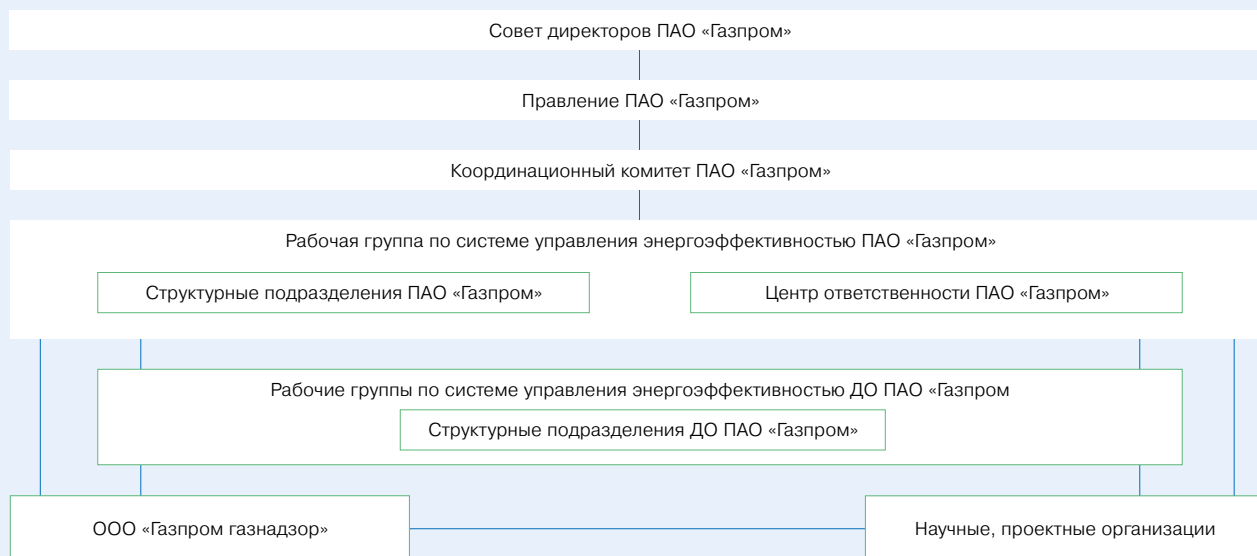 Совет директоров ПАО «Газпром»
Правление ПАО «Газпром»
Координационный комитет ПАО «Газпром»
Рабочая группа по системе управления энергоэффективностью ПАО «Газпром»
Структурные подразделения ПАО «Газпром»
Центр ответственности ПАО «Газпром»
Рабочие группы по системе управления энергоэффективностью ДО ПАО «Газпром
Структурные подразделения ДО ПАО «Газпром»
ООО «Газпром газнадзор»
Научные, проектные организации